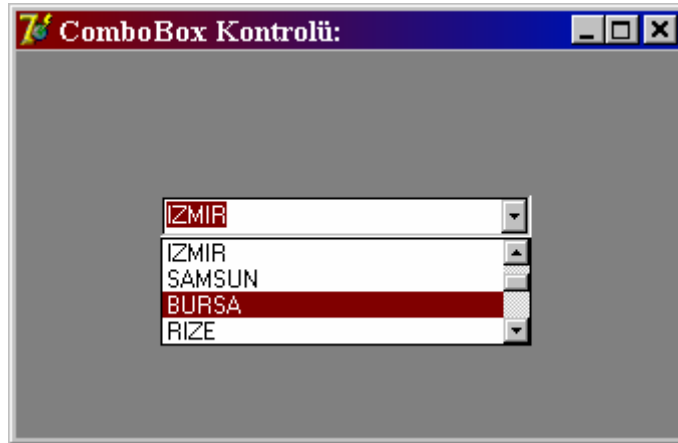 ComboBox Kontrolü:
IZMIR
IZMIR
SAMSUN
BURSA
RIZE